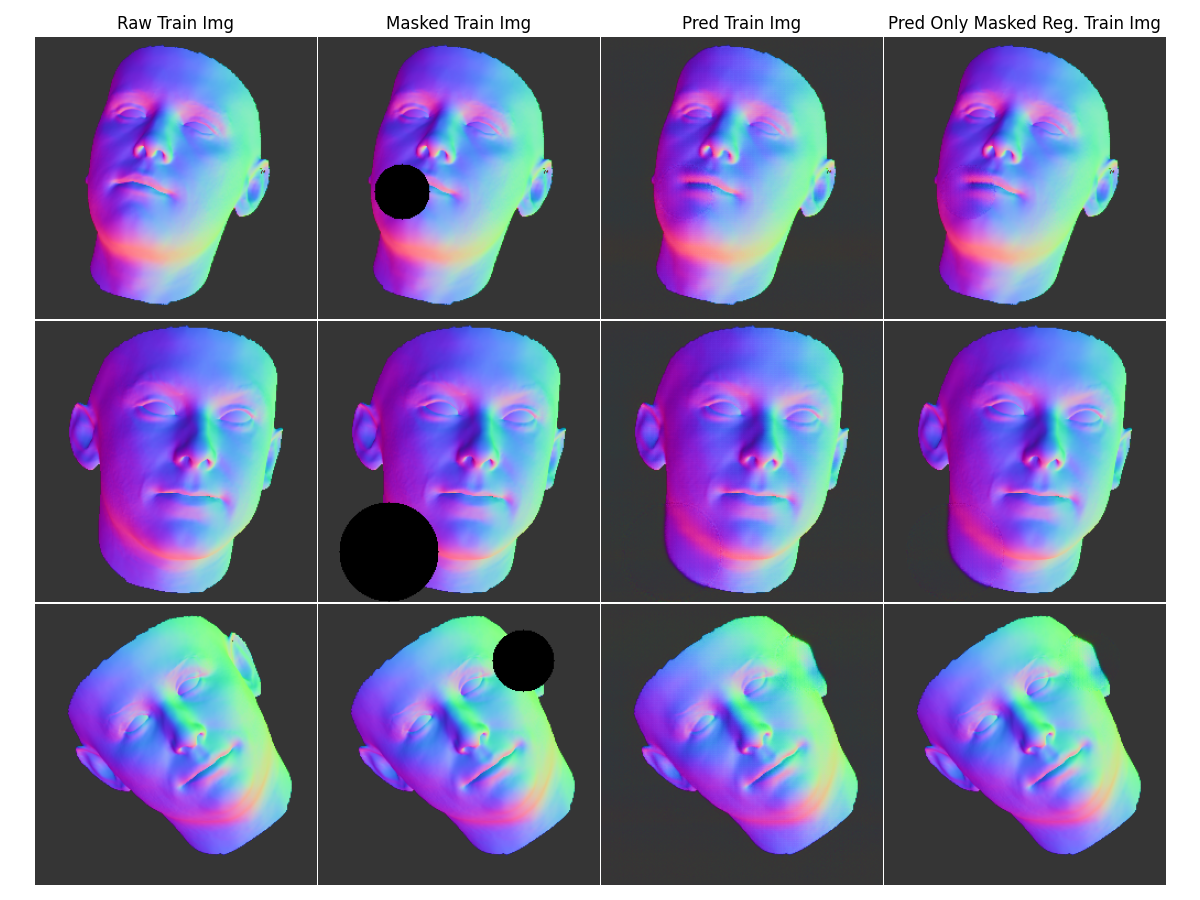 Raw Train Img
Masked Train Img
Pred Train Img
Pred Only Masked Reg. Train Img